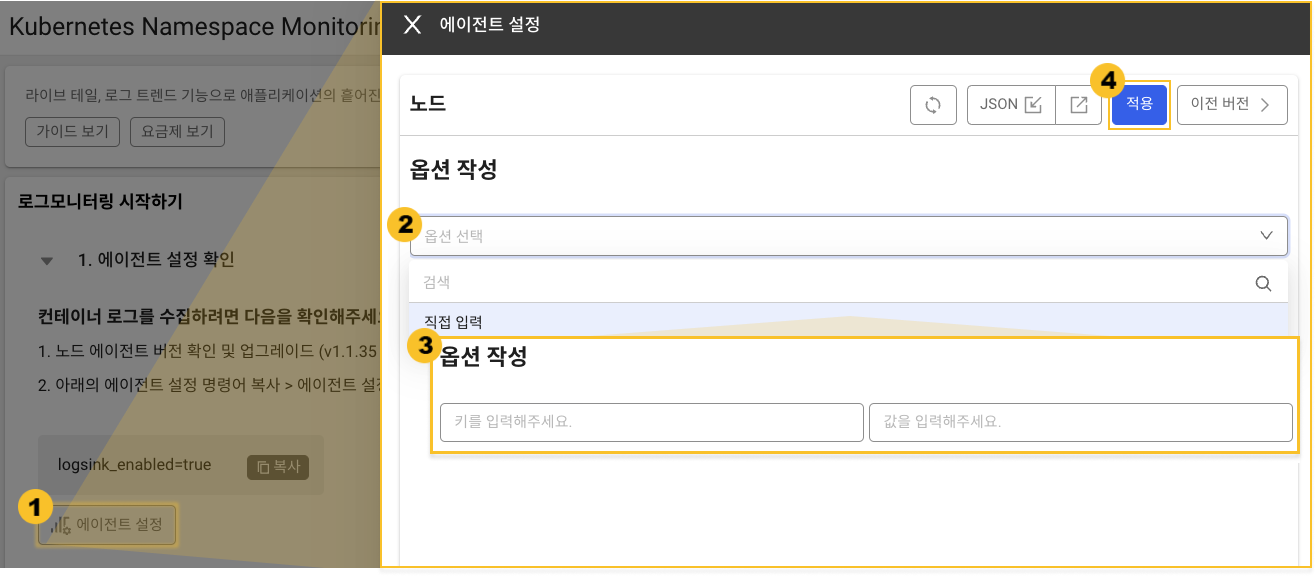 Kubernetes Namespace Monitorin
라이브 테일, 로그 트렌드 기능으로 애플리케이션의 흩어진
가이드 보기
요금제 보기
로그모니터링 시작하기
1. 에이전트 설정 확인
컨테이너 로그를 수집하려면 다음을 확인해주세요
1. 노드 에이전트 버전 확인 및 업그레이드 (v1.1.35
2. 아래의 에이전트 설정 명령어 복사 > 에이전트 설정
logsink_enabled=true
복사
1
에이전트 설정
에이전트 설정
노드
JSON
4
적용
이전 버전
옵션 작성
2
옵션 선택
검색
직접 입력
3
옵션 작성
키를 입력해주세요.
값을 입력해주세요.